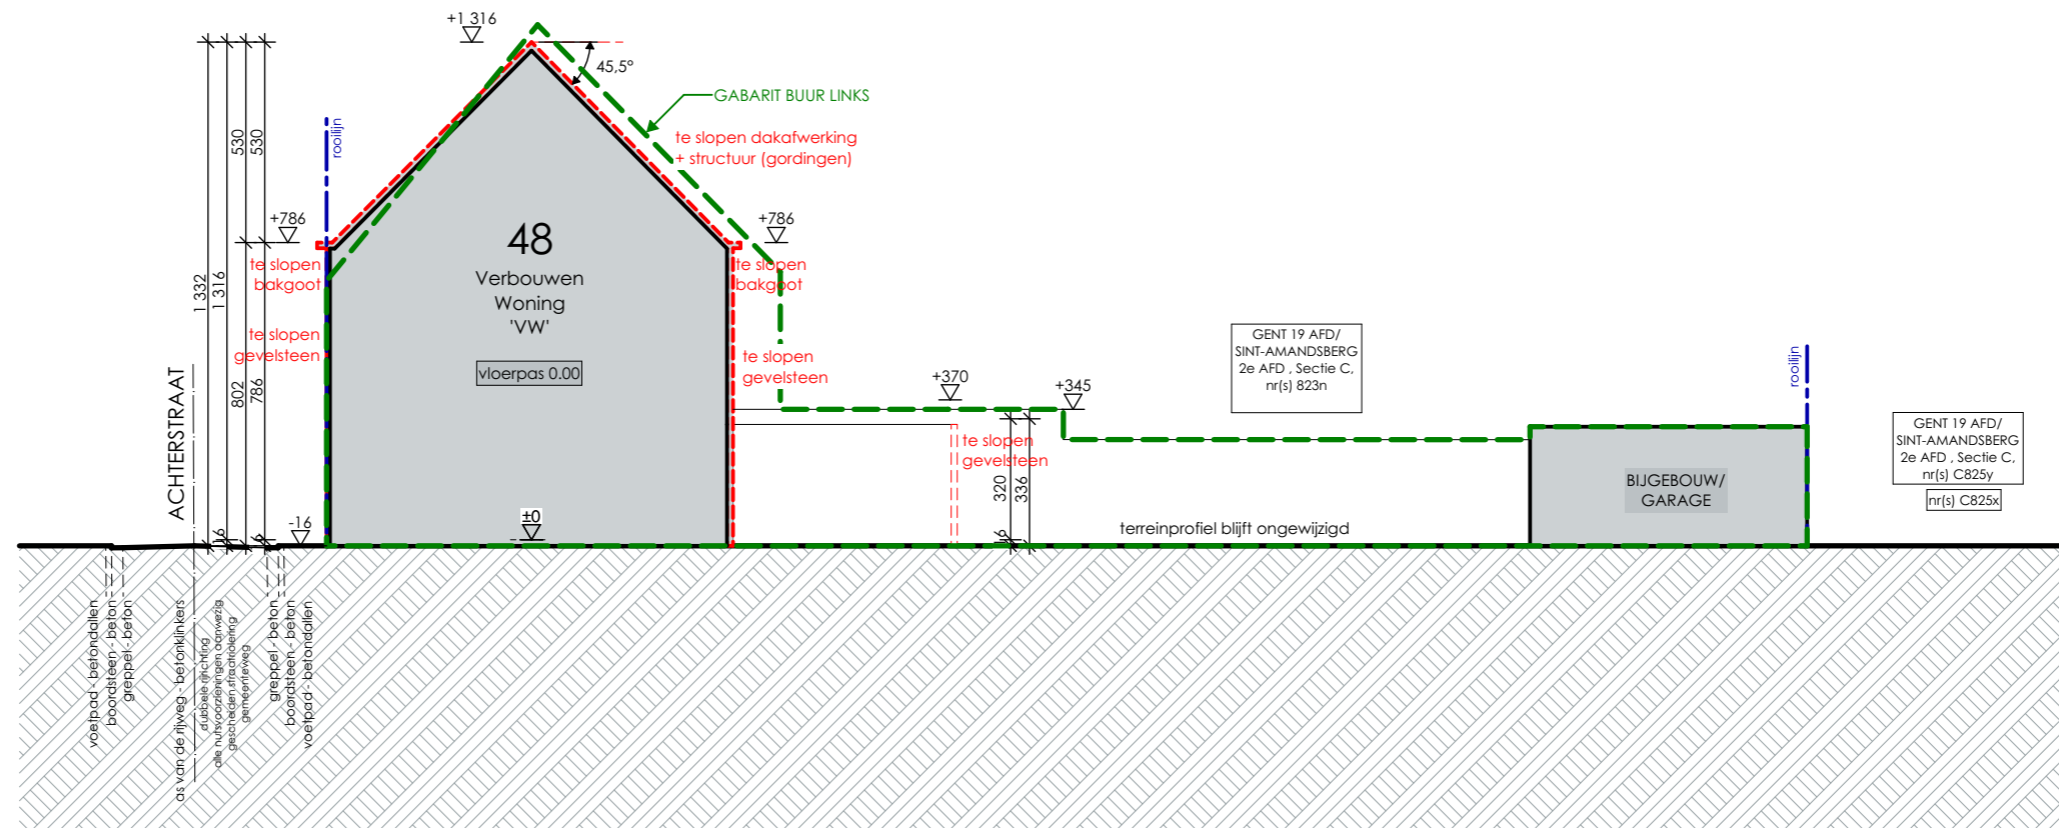 +1 316
45,5°
GABARIT BUUR LINKS
te slopen dakafwerking
+ structuur (gordingen)
rooilijn
530
530
+786
+786
te slopen
bakgoot
te slopen
bakgoot
48
Verbouwen
Woning
'VW'
vloerpas 0.00
1 332
1 316
802
786
te slopen
gevelsteen
te slopen
gevelsteen
ACHTERSTRAAT
+370
+345
te slopen
gevelsteen
320
336
16
16
16
-16
±0
GENT 19 AFD/
SINT-AMANDSBERG
2e AFD , Sectie C,
nr(s) 823n
rooilijn
GENT 19 AFD/
SINT-AMANDSBERG
2e AFD , Sectie C,
nr(s) C825y
nr(s) C825x
BIJGEBOUW/
GARAGE
terreinprofiel blijft ongewijzigd
voetpad - betondallen
boordsteen - beton
greppel - beton
as van de rijweg - betonklinkers
dubbele rijrichting
alle nutsvoorzieningen aanwezig
gescheiden straatriolering
gemeenteweg
greppel - beton
boordsteen - beton
voetpad - betondallen